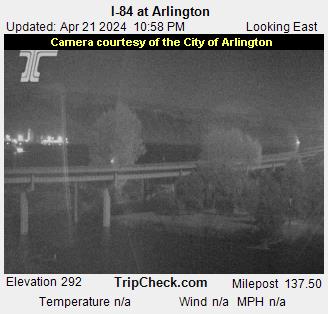 I-84 at Arlington
Updated: Apr 21 2024 10:58 PM Looking East
Camera courtesy of the City of Arlington
Elevation 292 TripCheck.com Milepost 137.50
Temperature n/a Wind n/a MPH n/a